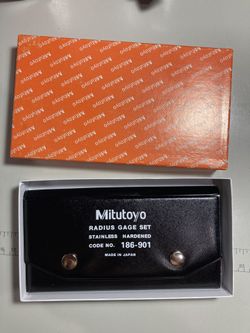 Mitutoyo
RADIUS GAGE SET
STAINLESS HARDENED
CODE NO. 186-901
MADE IN JAPAN